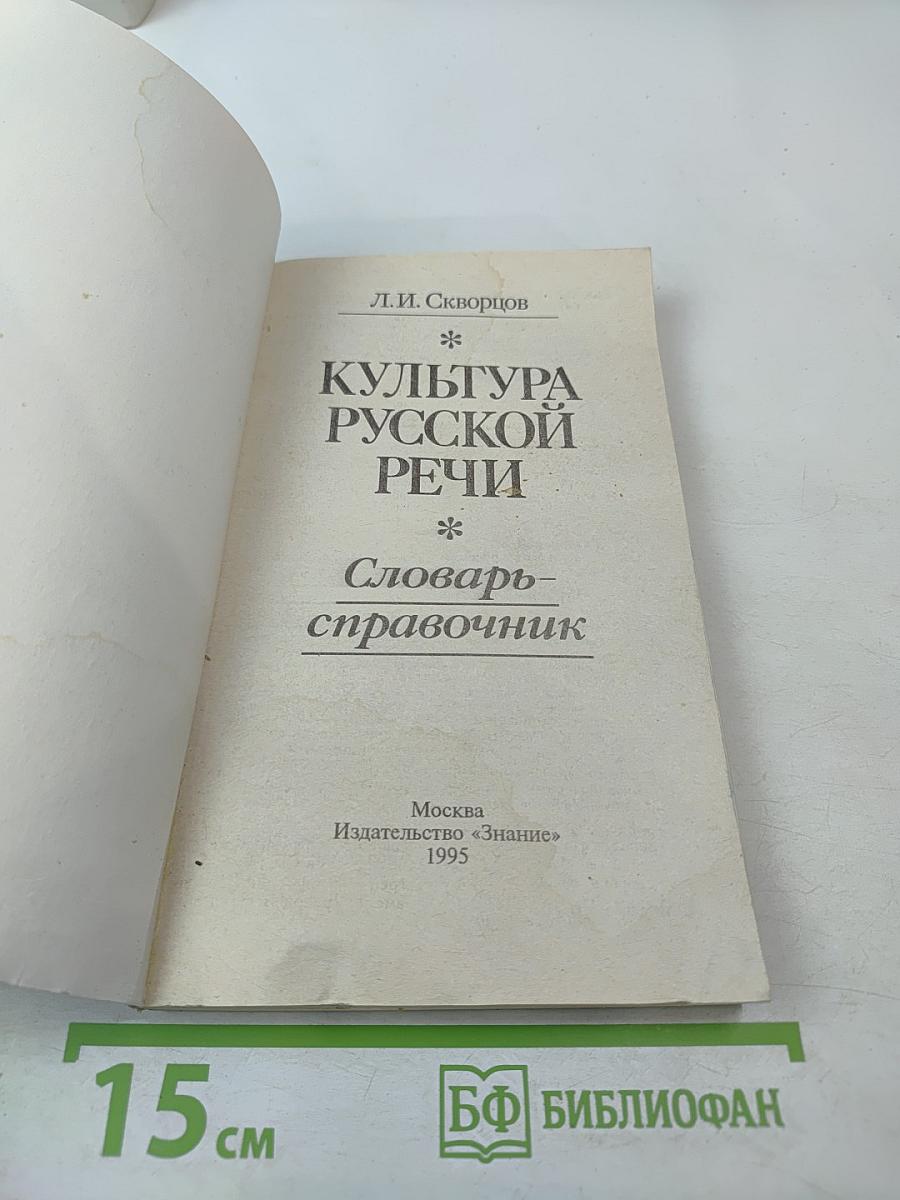 Л. И. Скворцов
*
КУЛЬТУРА
РУССКОЙ
РЕЧИ
*
Словарь-
справочник
Москва
Издательство «Знание»
1995
15 см
БФ БИБЛИОФАН